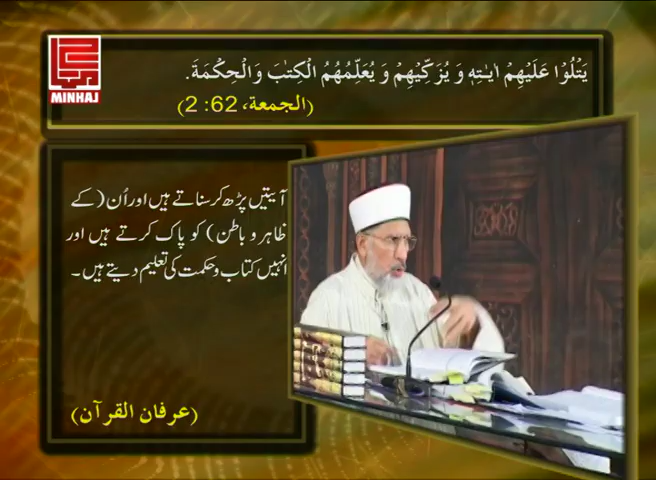 MINHAJ
يَتْلُوْا عَلَيْهِمْ اٰيٰتِهٖ وَ يُزَكِّيْهِمْ وَ يُعَلِّمُهُمُ الْكِتٰبَ وَالْحِكْمَةَ.
(الجمعة، 62 : 2)
آیتیں پڑھ کر سناتے ہیں اور اُن (کے
ظاہر و باطن) کو پاک کرتے ہیں اور
انہیں کتاب و حکمت کی تعلیم دیتے ہیں۔
(عرفان القرآن)